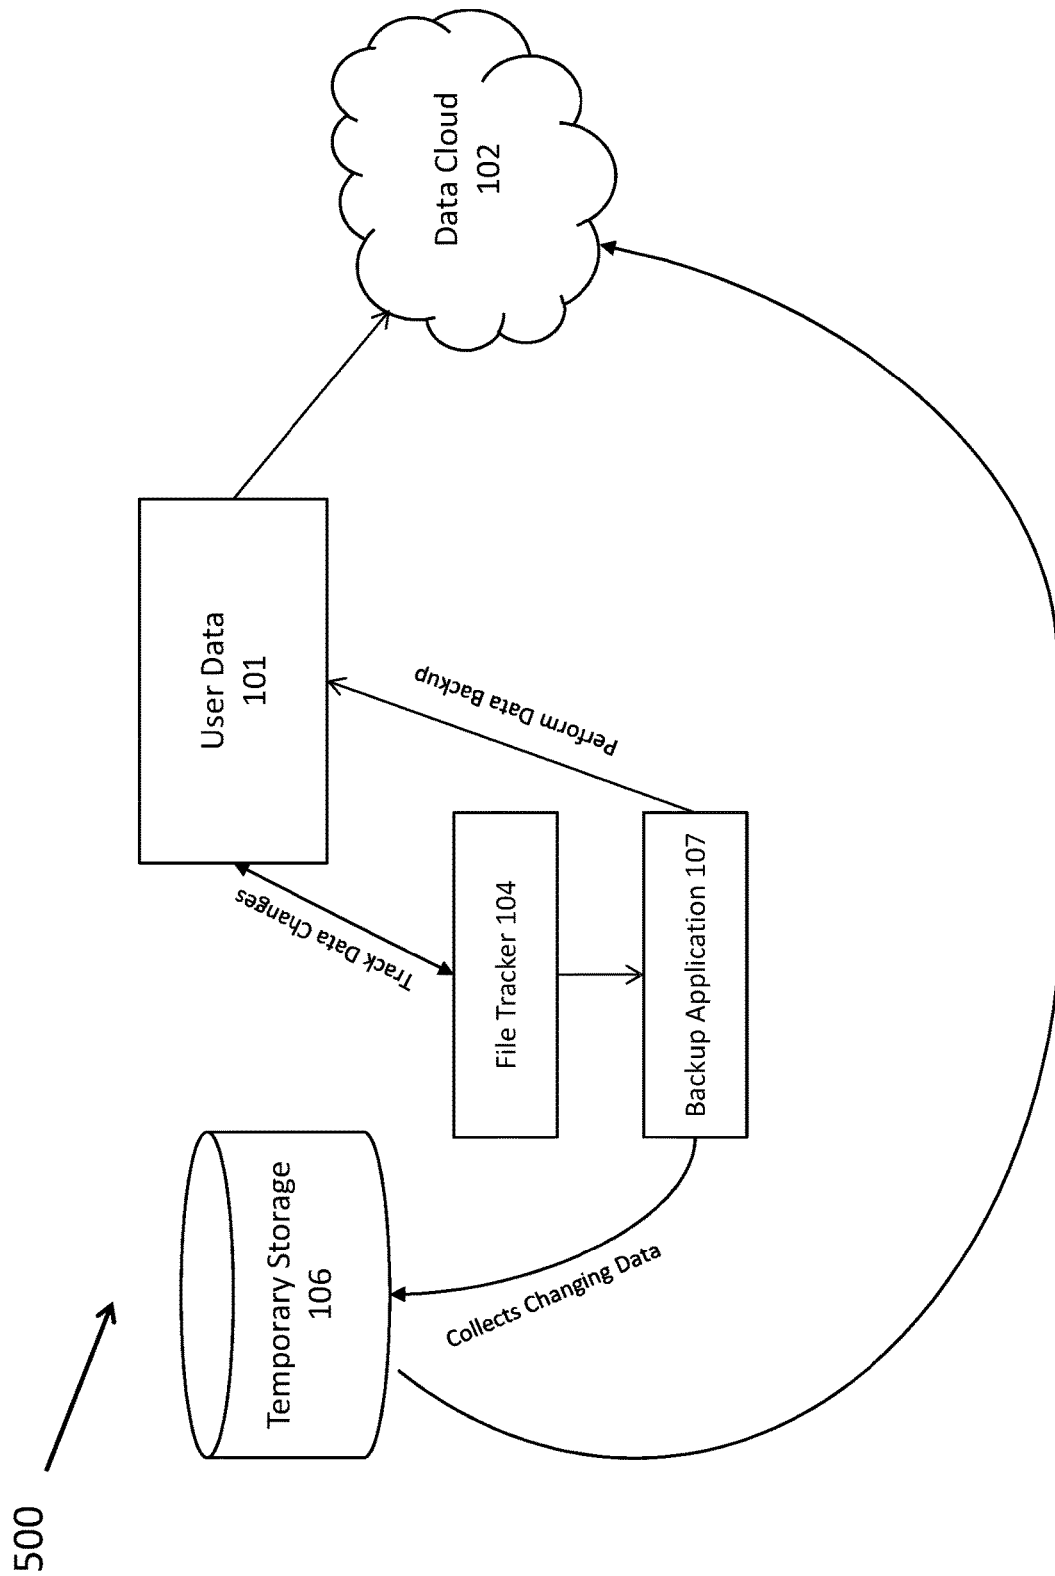 500
Temporary Storage
106
User Data
101
Data Cloud
102
Track Data Changes
File Tracker 104
Perform Data Backup
Backup Application 107
Collects Changing Data